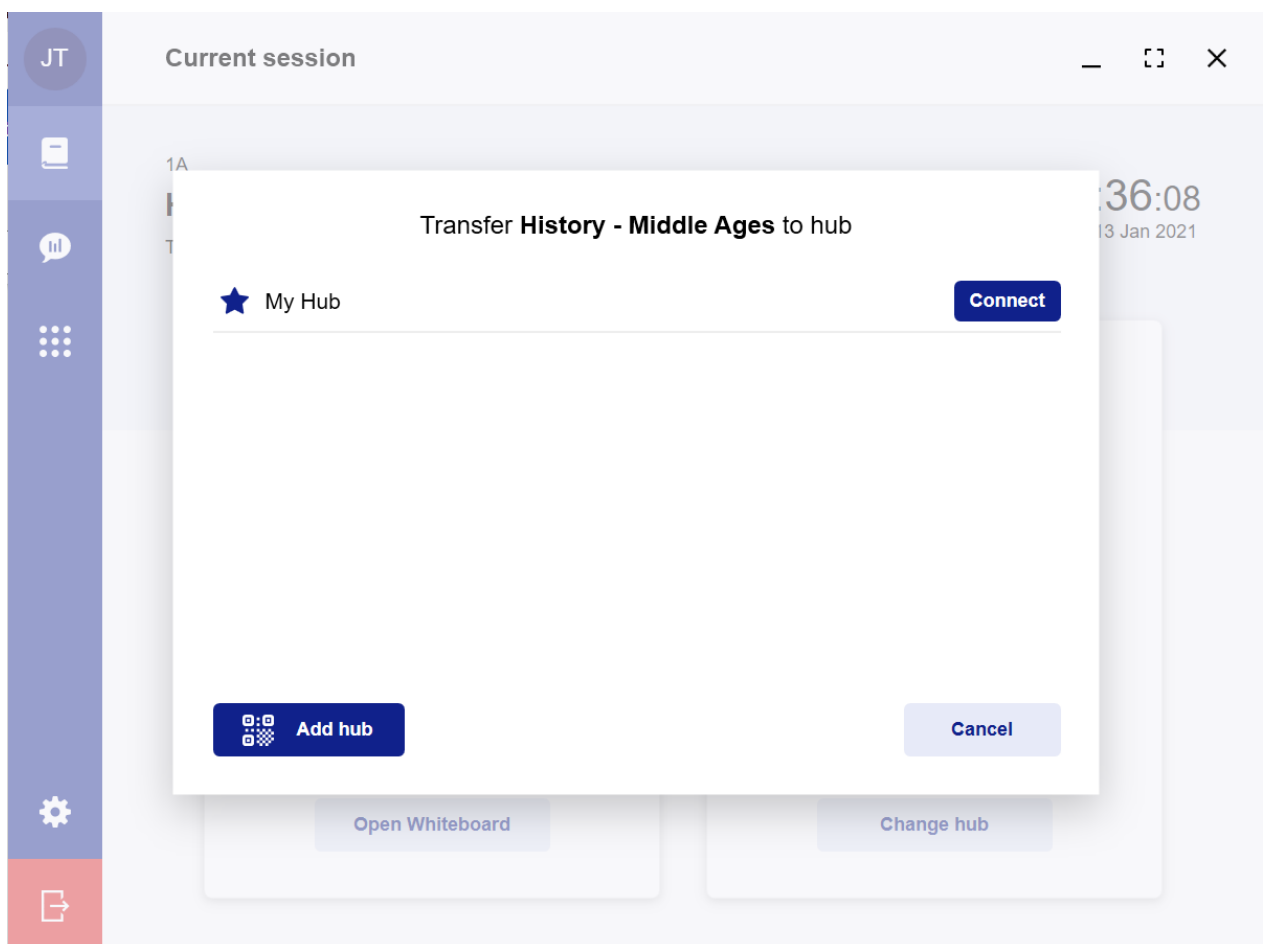 JT
Current session
1A
:36:08
13 Jan 2021
Transfer History - Middle Ages to hub
My Hub
Connect
Add hub
Cancel
Open Whiteboard
Change hub